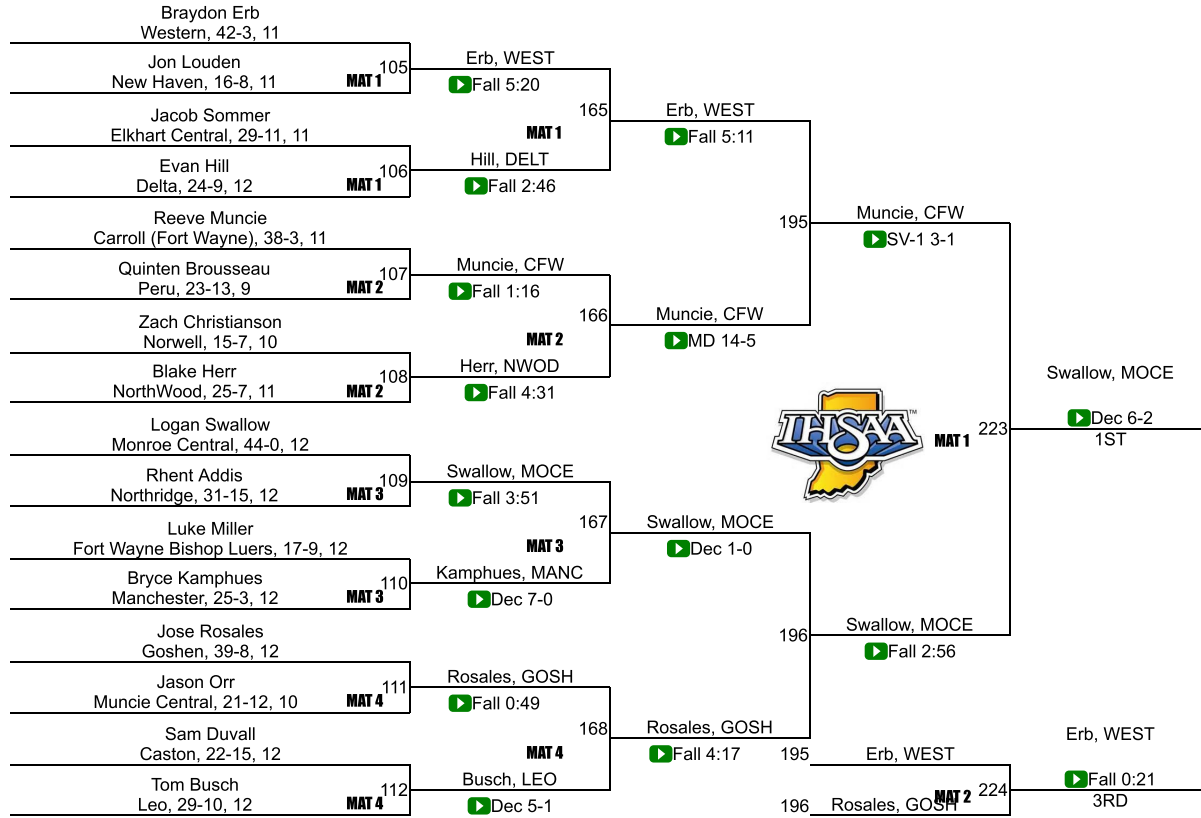 Braydon Erb
Western, 42-3, 11
Jon Louden
New Haven, 16-8, 11
MAT 1
105
Erb, WEST
Fall 5:20
Jacob Sommer
Elkhart Central, 29-11, 11
Evan Hill
Delta, 24-9, 12
MAT 1
106
Hill, DELT
Fall 2:46
165
MAT 1
Erb, WEST
Fall 5:11
Reeve Muncie
Carroll (Fort Wayne), 38-3, 11
Quinten Brousseau
Peru, 23-13, 9
MAT 2
107
Muncie, CFW
Fall 1:16
Zach Christianson
Norwell, 15-7, 10
Blake Herr
NorthWood, 25-7, 11
MAT 2
108
Herr, NWOD
Fall 4:31
166
MAT 2
Muncie, CFW
MD 14-5
195
Muncie, CFW
SV-1 3-1
Logan Swallow
Monroe Central, 44-0, 12
Rhent Addis
Northridge, 31-15, 12
MAT 3
109
Swallow, MOCE
Fall 3:51
Luke Miller
Fort Wayne Bishop Luers, 17-9, 12
Bryce Kamphues
Manchester, 25-3, 12
MAT 3
110
Kamphues, MANC
Dec 7-0
167
MAT 3
Swallow, MOCE
Dec 1-0
Jose Rosales
Goshen, 39-8, 12
Jason Orr
Muncie Central, 21-12, 10
MAT 4
111
Rosales, GOSH
Fall 0:49
Sam Duvall
Caston, 22-15, 12
Tom Busch
Leo, 29-10, 12
MAT 4
112
Busch, LEO
Dec 5-1
168
MAT 4
Rosales, GOSH
Fall 4:17
196
Swallow, MOCE
Fall 2:56
IHSAA™
MAT 1
223
Swallow, MOCE
Dec 6-2
1ST
195
Erb, WEST
196
Rosales, GOSH
MAT 2
224
Erb, WEST
Fall 0:21
3RD